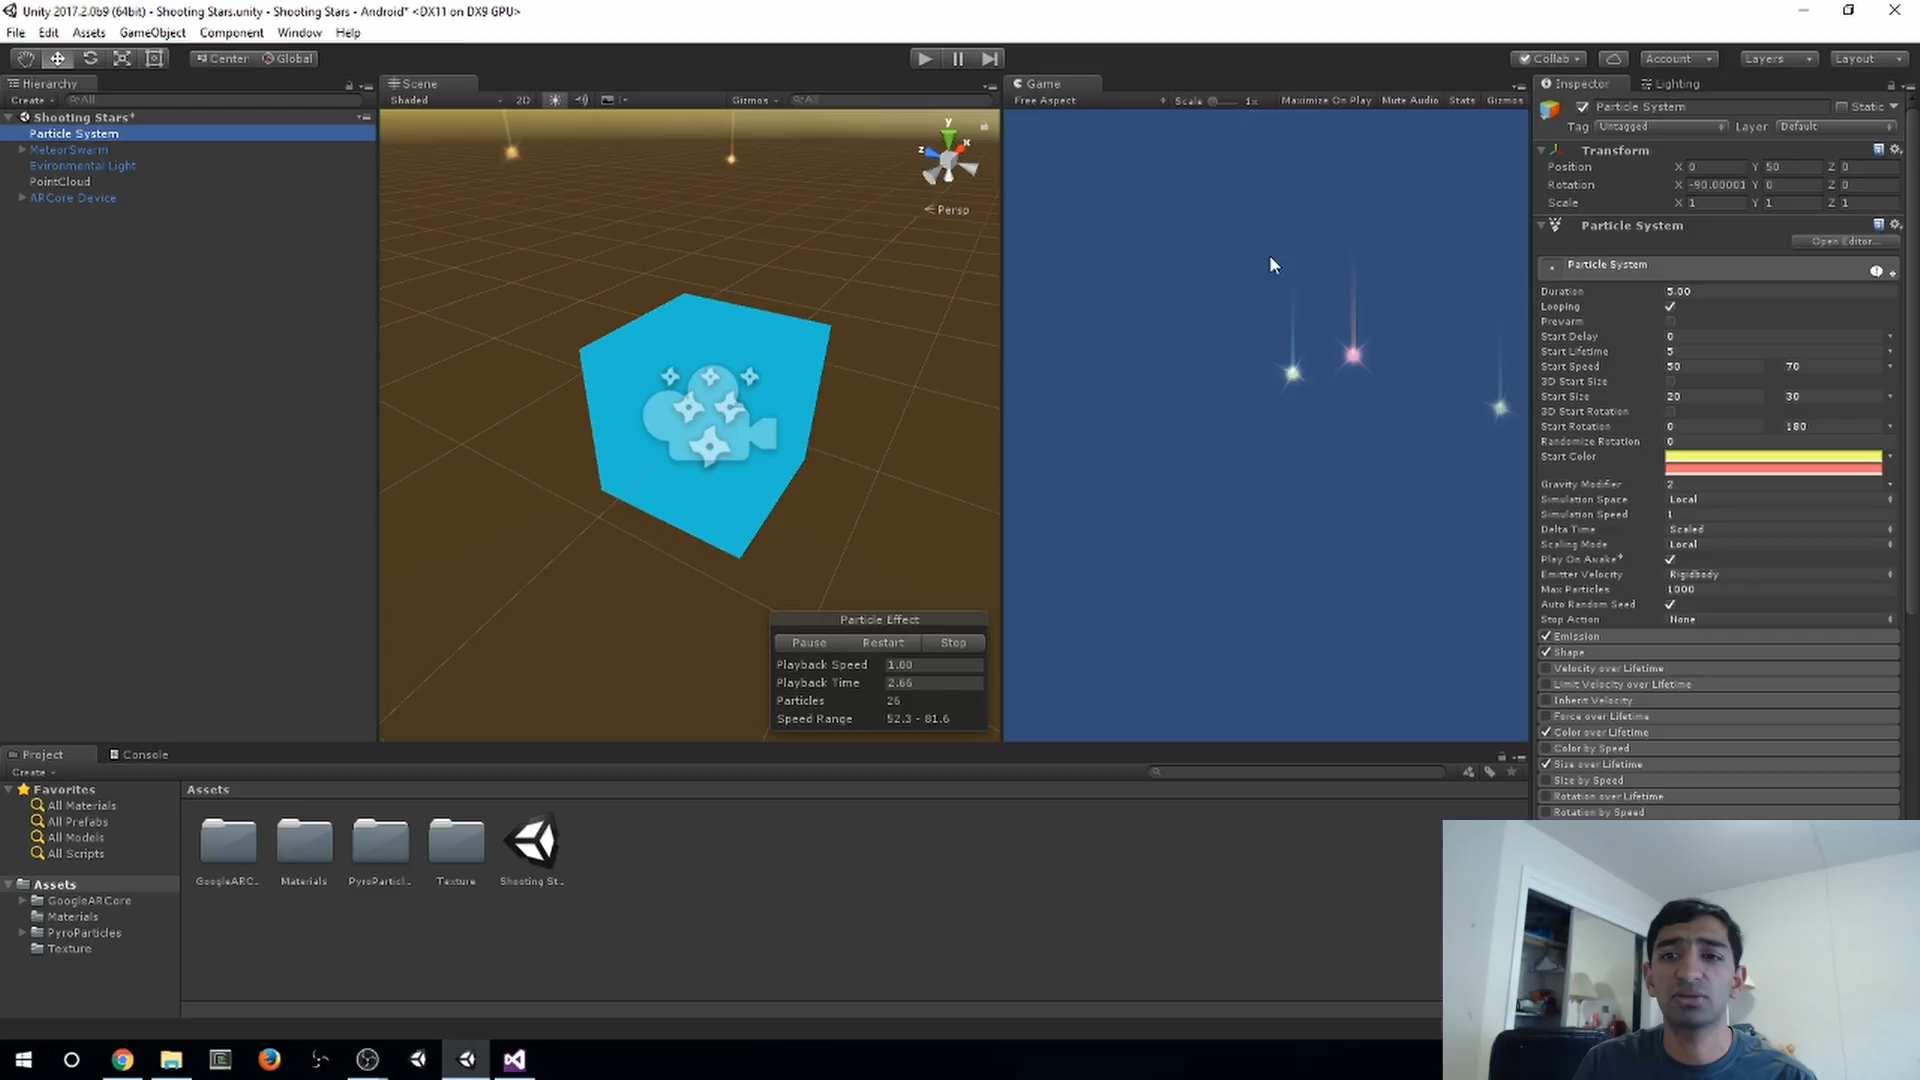 Unity 2017.2.0b9 (64bit) - Shooting Stars.unity - Shooting Stars - Android* <DX11 on DX9 GPU>
File Edit Assets GameObject Component Window Help
Center Global
Collab Account Layers Layout
Hierarchy
Create All
Shooting Stars*
Particle System
MeteorSwarm
Evironmental Light
PointCloud
ARCore Device
Scene
Shaded 2D Gizmos All
y
x
z
Persp
Particle Effect
Pause Restart Stop
Playback Speed 1.00
Playback Time 2.66
Particles 26
Speed Range 52.3 - 81.6
Game
Free Aspect Scale 1x Maximize On Play Mute Audio Stats Gizmos
Inspector Lighting
Particle System Static
Tag Untagged Layer Default
Transform
Position X 0 Y 50 Z 0
Rotation X -90.00001 Y 0 Z 0
Scale X 1 Y 1 Z 1
Particle System
Open Editor...
Particle System
Duration 5.00
Looping
Prewarm
Start Delay 0
Start Lifetime 5
Start Speed 50 70
3D Start Size
Start Size 20 30
3D Start Rotation
Start Rotation 0 180
Randomize Rotation 0
Start Color
Gravity Modifier 2
Simulation Space Local
Simulation Speed 1
Delta Time Scaled
Scaling Mode Local
Play On Awake*
Emitter Velocity Rigidbody
Max Particles 1000
Auto Random Seed
Stop Action None
Emission
Shape
Velocity over Lifetime
Limit Velocity over Lifetime
Inherit Velocity
Force over Lifetime
Color over Lifetime
Color by Speed
Size over Lifetime
Size by Speed
Rotation over Lifetime
Rotation by Speed
Project Console
Create
Favorites
All Materials
All Prefabs
All Models
All Scripts
Assets
GoogleARCore
Materials
PyroParticles
Texture
Assets
GoogleARC... Materials PyroParticl... Texture Shooting St...